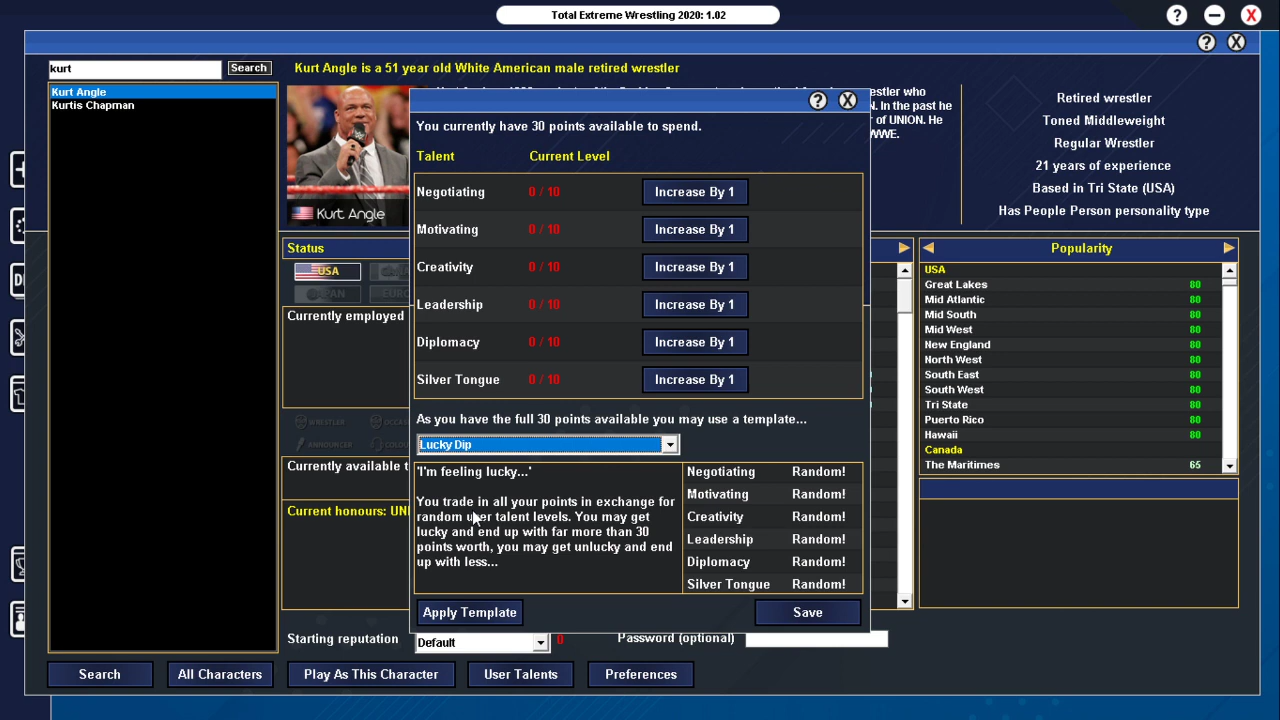 Total Extreme Wrestling 2020: 1.02
kurt
Search
Kurt Angle is a 51 year old White American male retired wrestler
Kurt Angle
Kurtis Chapman
N. In the past he
of UNION. He
WWE.
Kurt Angle
Retired wrestler
Toned Middleweight
Regular Wrestler
21 years of experience
Based in Tri State (USA)
Has People Person personality type
You currently have 30 points available to spend.
Talent Current Level
Negotiating 0 / 10 Increase By 1
Motivating 0 / 10 Increase By 1
Creativity 0 / 10 Increase By 1
Leadership 0 / 10 Increase By 1
Diplomacy 0 / 10 Increase By 1
Silver Tongue 0 / 10 Increase By 1
As you have the full 30 points available you may use a template...
Lucky Dip
'I'm feeling lucky...'
You trade in all your points in exchange for
random user talent levels. You may get
lucky and end up with far more than 30
points worth, you may get unlucky and end
up with less...
Negotiating Random!
Motivating Random!
Creativity Random!
Leadership Random!
Diplomacy Random!
Silver Tongue Random!
Apply Template
Save
Status
USA
Currently employed
WRESTLER
ANNOUNCER
Currently available t
Current honours: UNI
Popularity
USA
Great Lakes 80
Mid Atlantic 80
Mid South 80
Mid West 80
New England 80
North West 80
South East 80
South West 80
Tri State 80
Puerto Rico 80
Hawaii 80
Canada
The Maritimes 65
Starting reputation Default 0 Password (optional)
Search
All Characters
Play As This Character
User Talents
Preferences